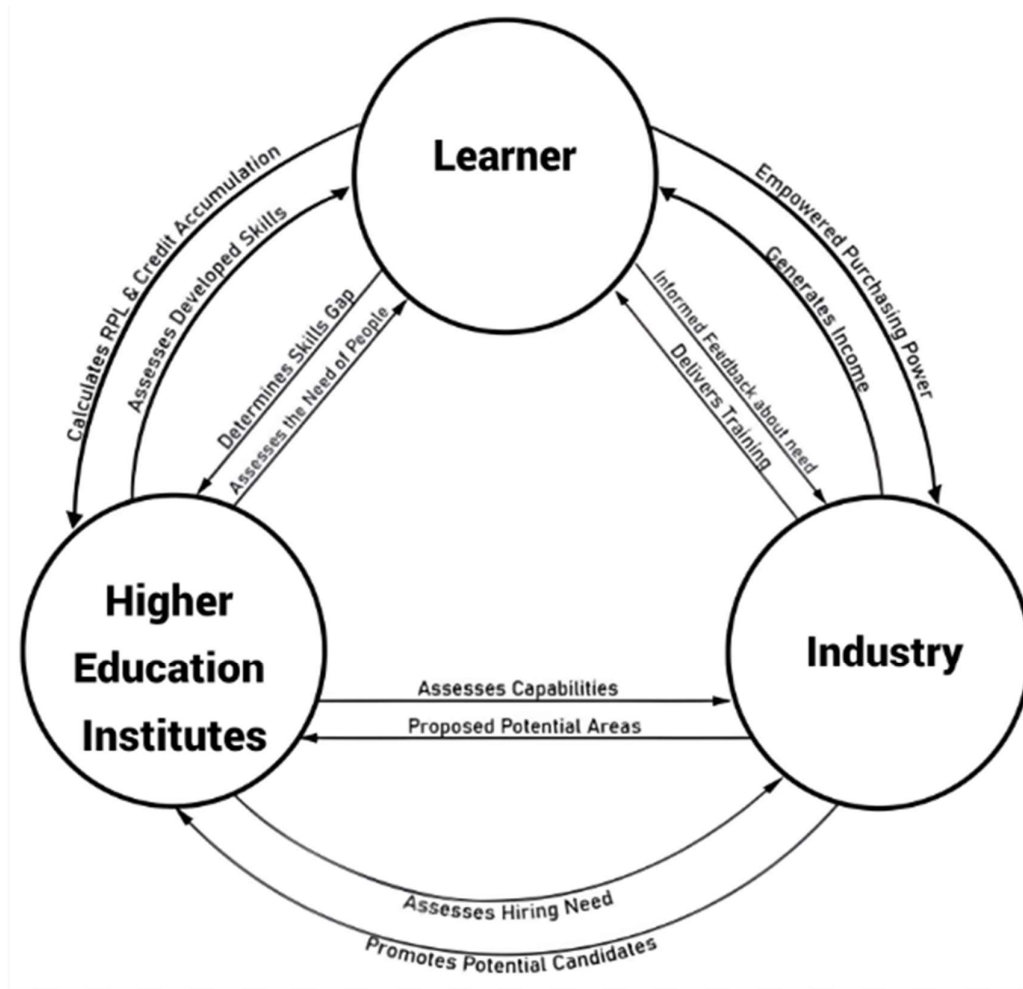 Learner
Calculates RPL & Credit Accumulation
Assesses Developed Skills
Determines Skills Gap
Assesses the Need of People
Empowered Purchasing Power
Generates Income
Informed Feedback about need
Delivers Training
Higher
Education
Institutes
Industry
Assesses Capabilities
Proposed Potential Areas
Assesses Hiring Need
Promotes Potential Candidates